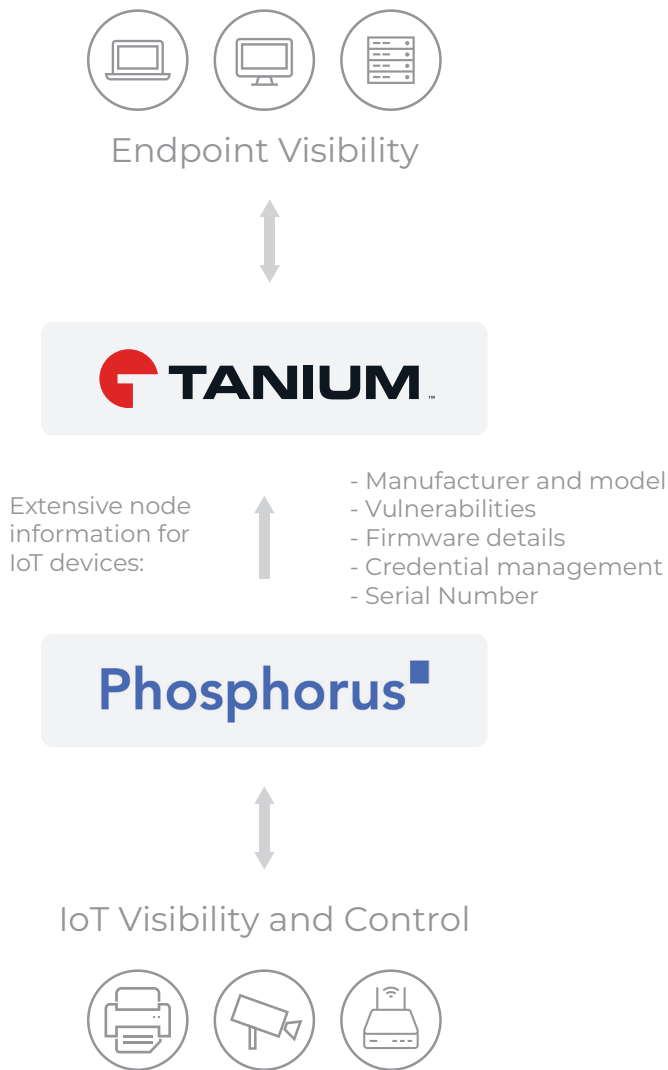 Endpoint Visibility
TANIUM™
Extensive node
information for
IoT devices:
- Manufacturer and model
- Vulnerabilities
- Firmware details
- Credential management
- Serial Number
Phosphorus
IoT Visibility and Control